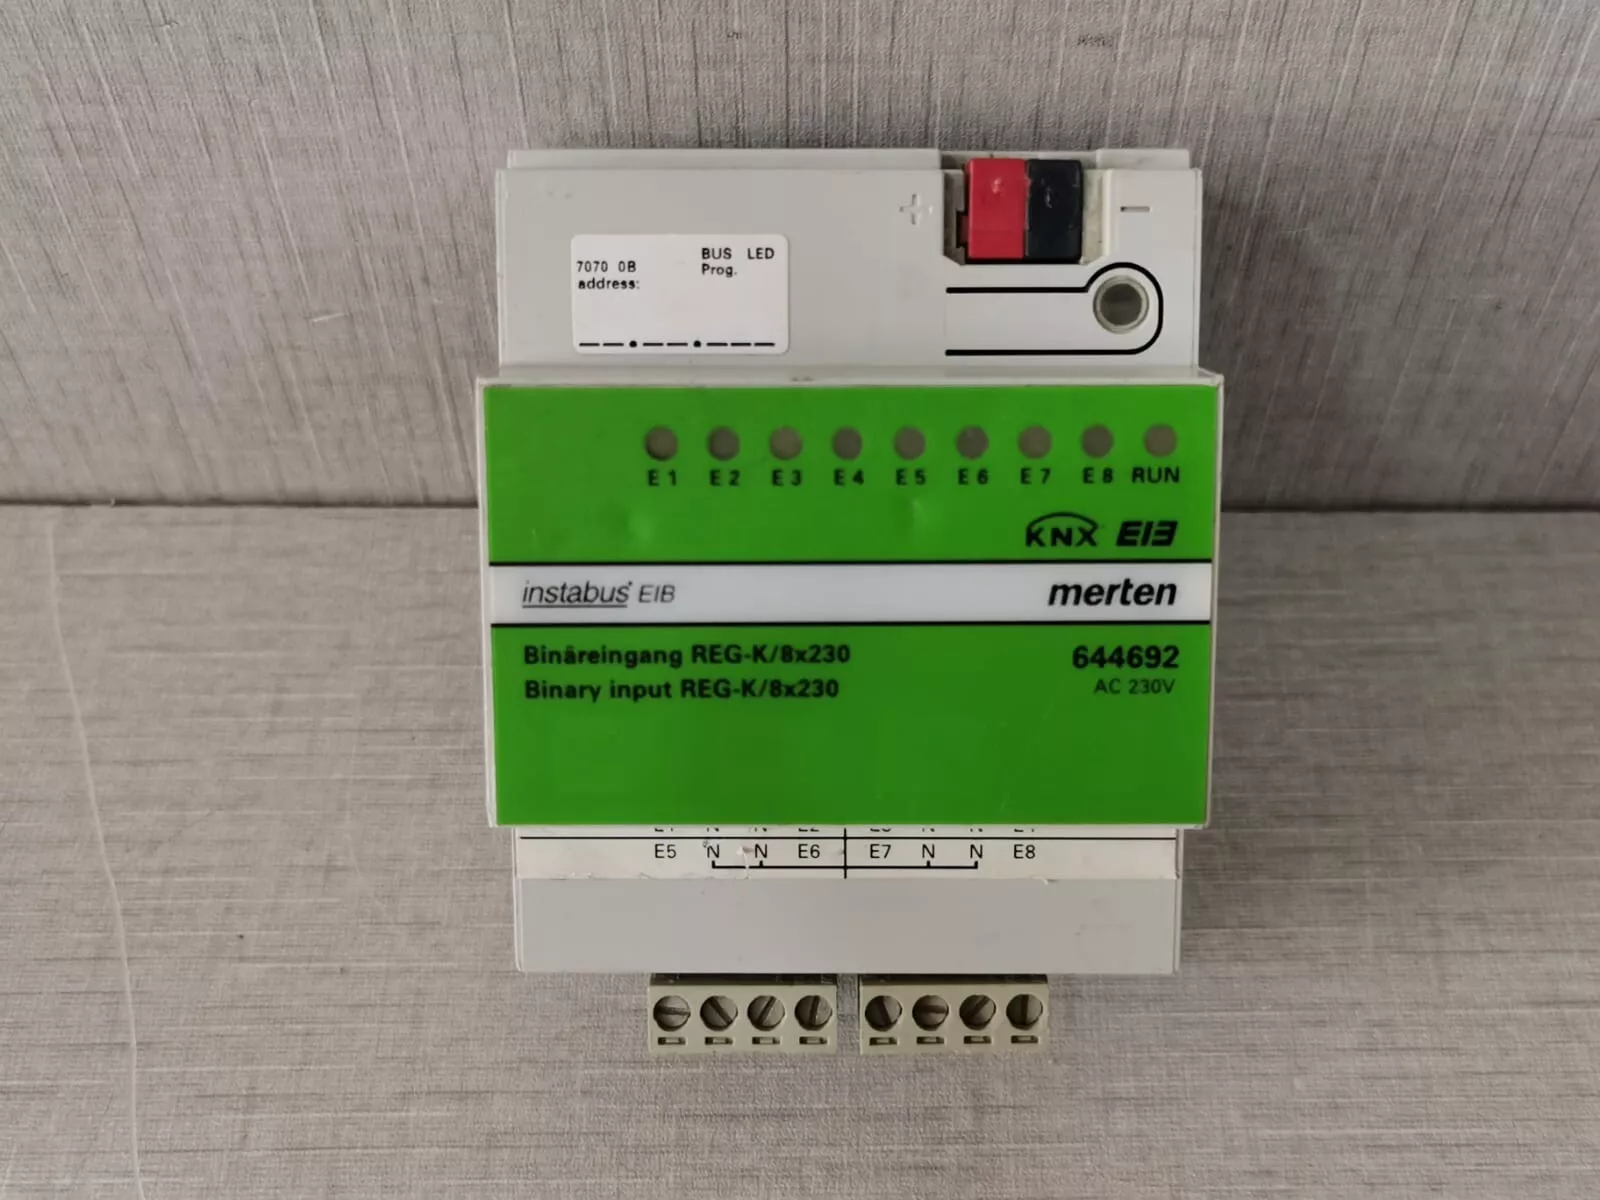 + −
BUS LED
7070 0B Prog.
address:
E1 E2 E3 E4 E5 E6 E7 E8 RUN
KNX EIB
instabus EIB merten
Binäreingang REG-K/8x230 644692
Binary input REG-K/8x230 AC 230V
E5 N N E6 E7 N N E8